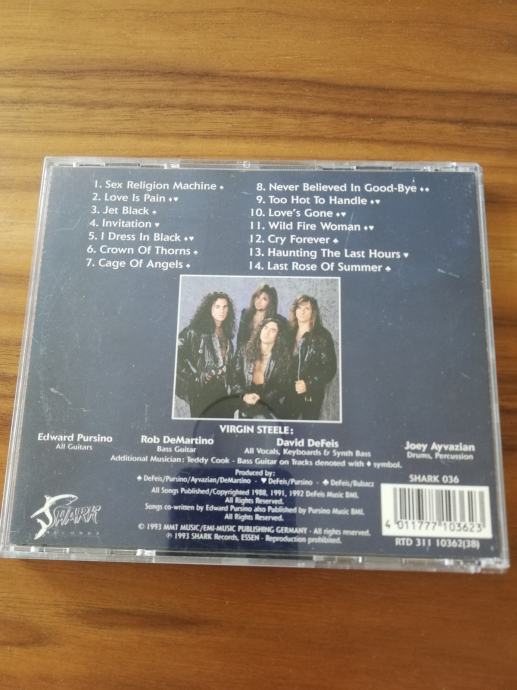 1. Sex Religion Machine ♠
2. Love Is Pain ♦♥
3. Jet Black ♠
4. Invitation ♥
5. I Dress In Black ♦♥
6. Crown Of Thorns ♠
7. Cage Of Angels ♠
8. Never Believed In Good-Bye ♦♠
9. Too Hot To Handle ♦♥
10. Love's Gone ♦♥
11. Wild Fire Woman ♦♥
12. Cry Forever ♠
13. Haunting The Last Hours ♥
14. Last Rose Of Summer ♣
VIRGIN STEELE:
Edward Pursino
All Guitars
Rob DeMartino
Bass Guitar
David DeFeis
All Vocals, Keyboards & Synth Bass
Joey Ayvazian
Drums, Percussion
Additional Musician: Teddy Cook - Bass Guitar on Tracks denoted with ♦ symbol.
Produced by:
♠ DeFeis/Pursino/Ayvazian/DeMartino - ♥ DeFeis/Pursino - ♣ DeFeis/Bubacz
All Songs Published/Copyrighted 1988, 1991, 1992 DeFeis Music BMI.
All Rights Reserved.
Songs co-written by Edward Pursino also Published by Pursino Music BMI.
All Rights Reserved.
© 1993 MMT MUSIC/EMI-MUSIC PUBLISHING GERMANY - All rights reserved.
℗ 1993 SHARK Records, ESSEN - Reproduction prohibited.
SHARK
RECORDS
SHARK 036
4 011777 103623
RTD 311 10362(38)